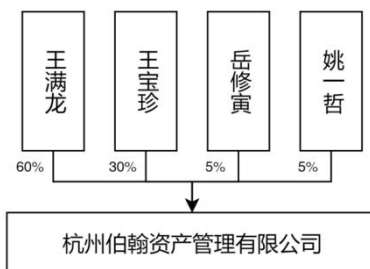 王满龙
王宝珍
岳修寅
姚一哲
60%
30%
5%
5%
杭州伯翰资产管理有限公司